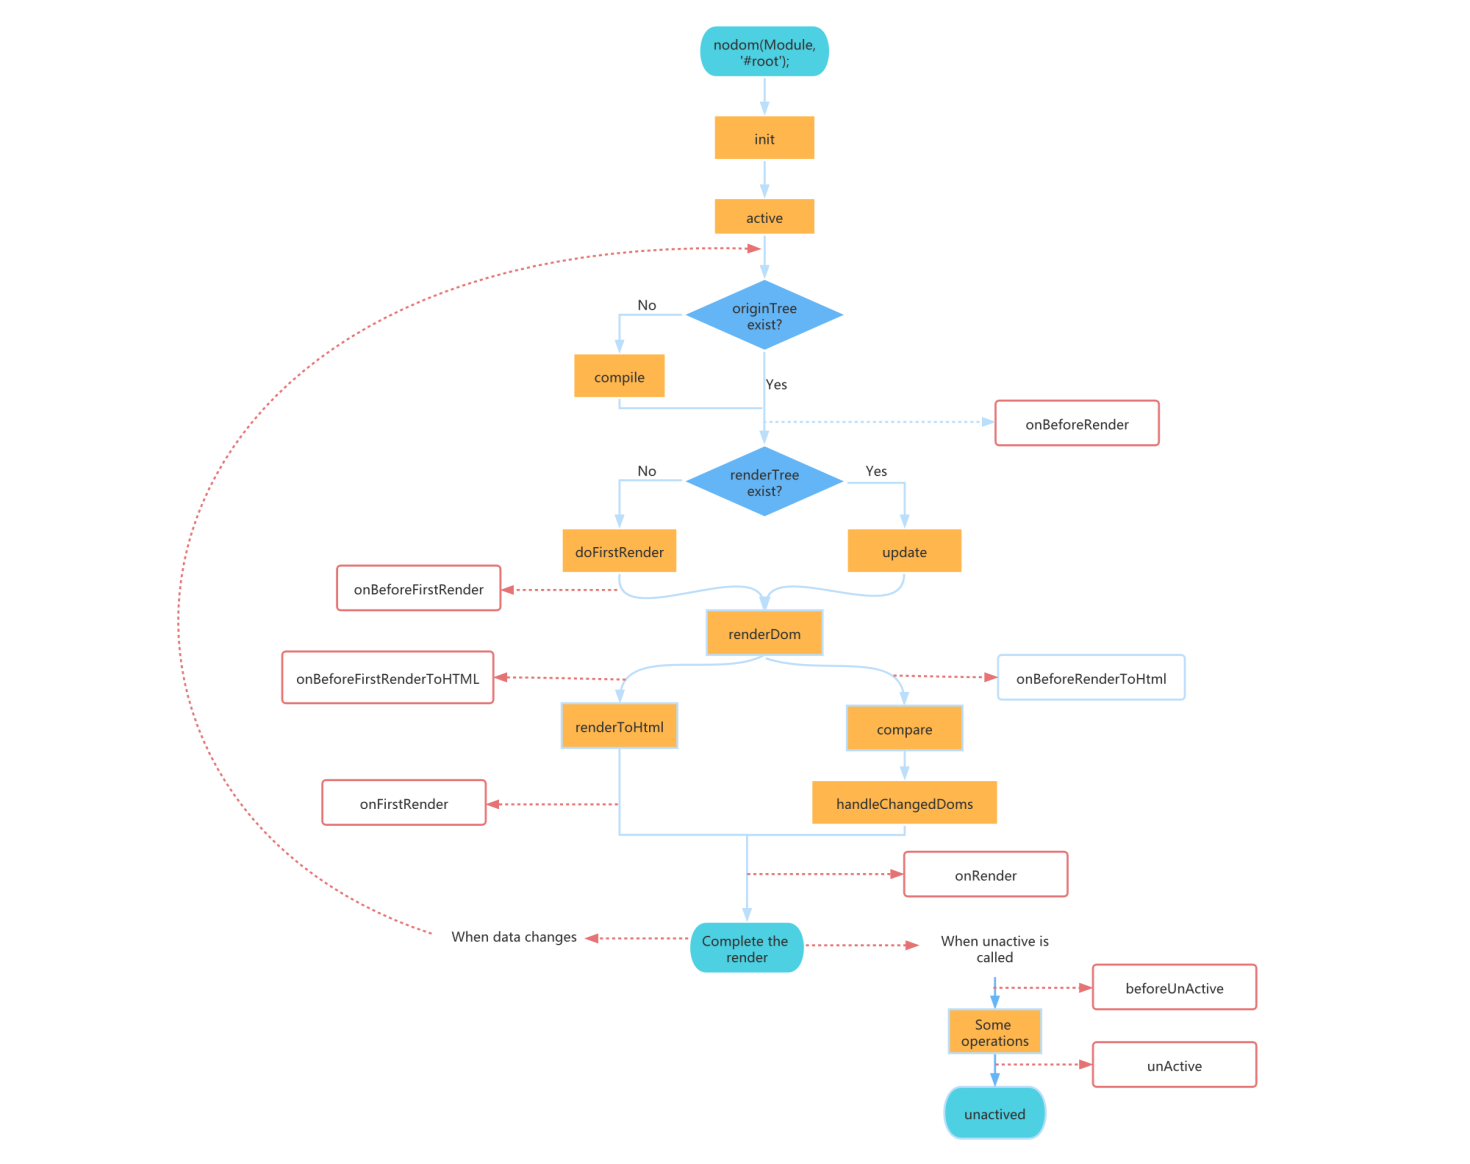 nodom(Module,
'#root');
init
active
originTree
exist?
No
compile
Yes
onBeforeRender
renderTree
exist?
No
Yes
doFirstRender
update
onBeforeFirstRender
renderDom
onBeforeFirstRenderToHTML
onBeforeRenderToHtml
renderToHtml
compare
onFirstRender
handleChangedDoms
onRender
When data changes
Complete the
render
When unactive is
called
beforeUnActive
Some
operations
unActive
unactived